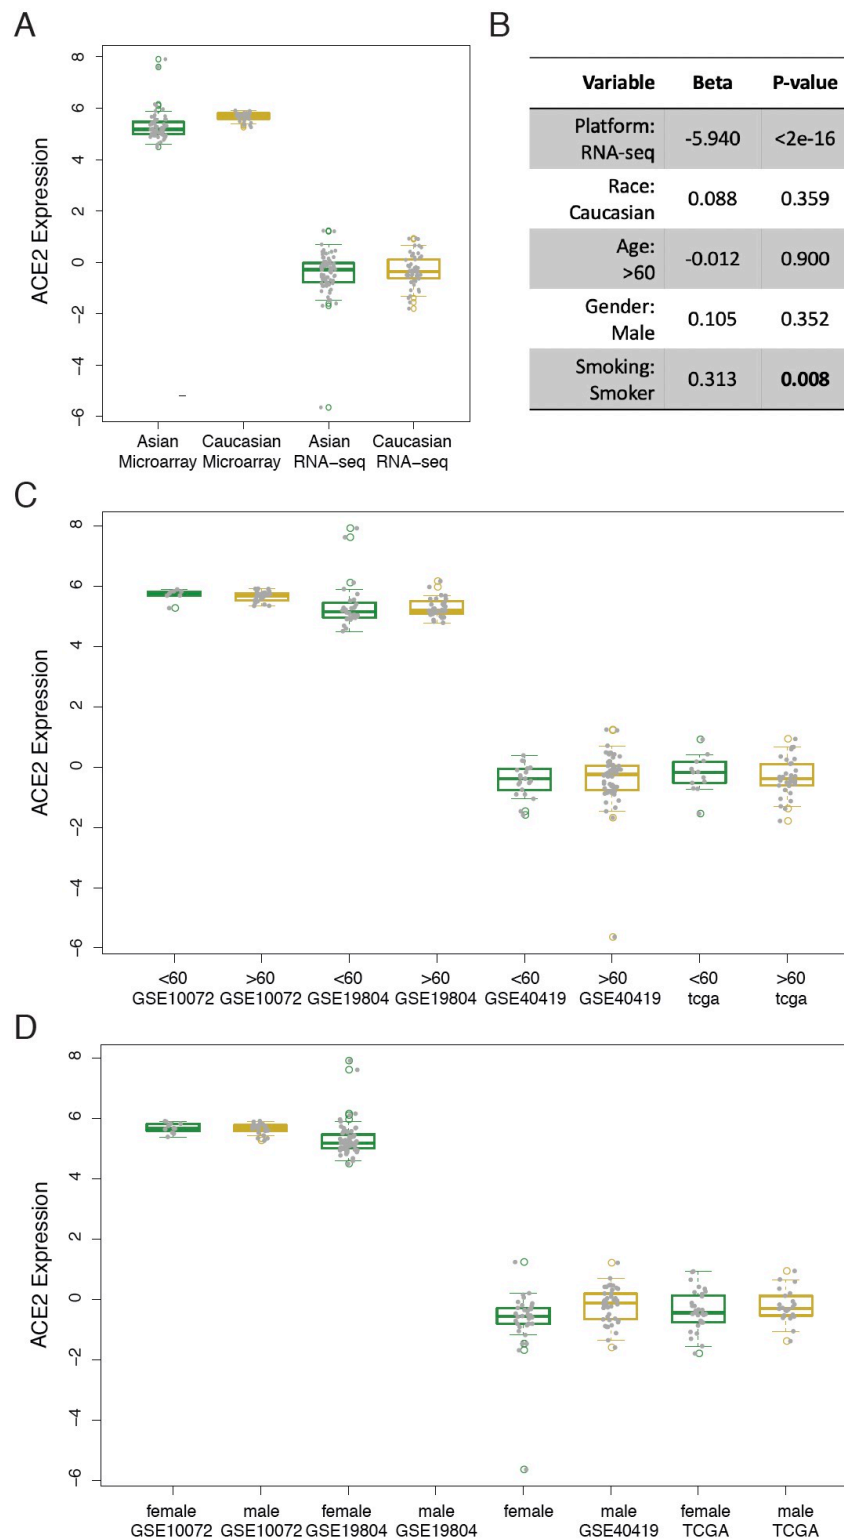 A
ACE2 Expression
8
6
4
2
0
−2
−4
−6
Asian Caucasian Asian Caucasian
Microarray Microarray RNA−seq RNA−seq
B
Variable Beta P-value
Platform:
RNA-seq -5.940 <2e-16
Race:
Caucasian 0.088 0.359
Age:
>60 -0.012 0.900
Gender:
Male 0.105 0.352
Smoking:
Smoker 0.313 0.008
C
ACE2 Expression
8
6
4
2
0
−2
−4
−6
<60 >60 <60 >60 <60 >60 <60 >60
GSE10072 GSE10072 GSE19804 GSE19804 GSE40419 GSE40419 tcga tcga
D
ACE2 Expression
8
6
4
2
0
−2
−4
−6
female male female male female male female male
GSE10072 GSE10072 GSE19804 GSE19804 GSE40419 TCGA TCGA